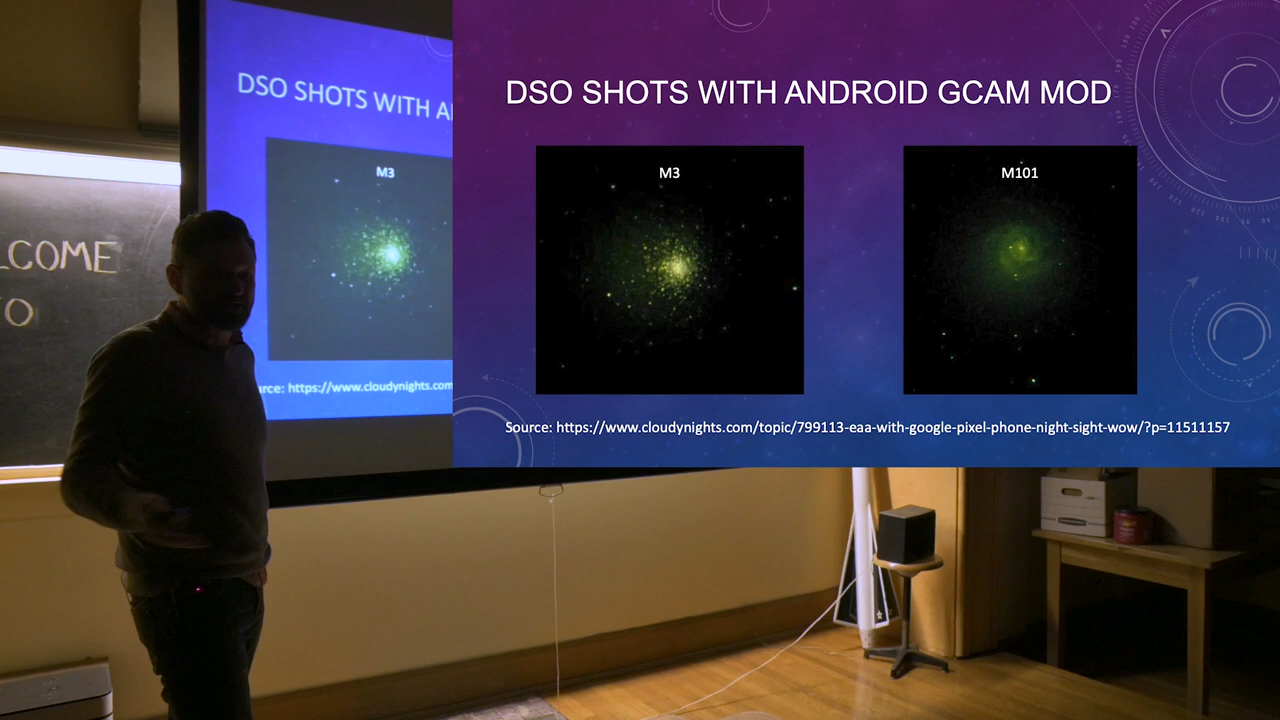 DSO SHOTS WITH A
M3
rce: https://www.cloudynights.com
LCOME
O
DSO SHOTS WITH ANDROID GCAM MOD
M3
M101
Source: https://www.cloudynights.com/topic/799113-eaa-with-google-pixel-phone-night-sight-wow/?p=11511157